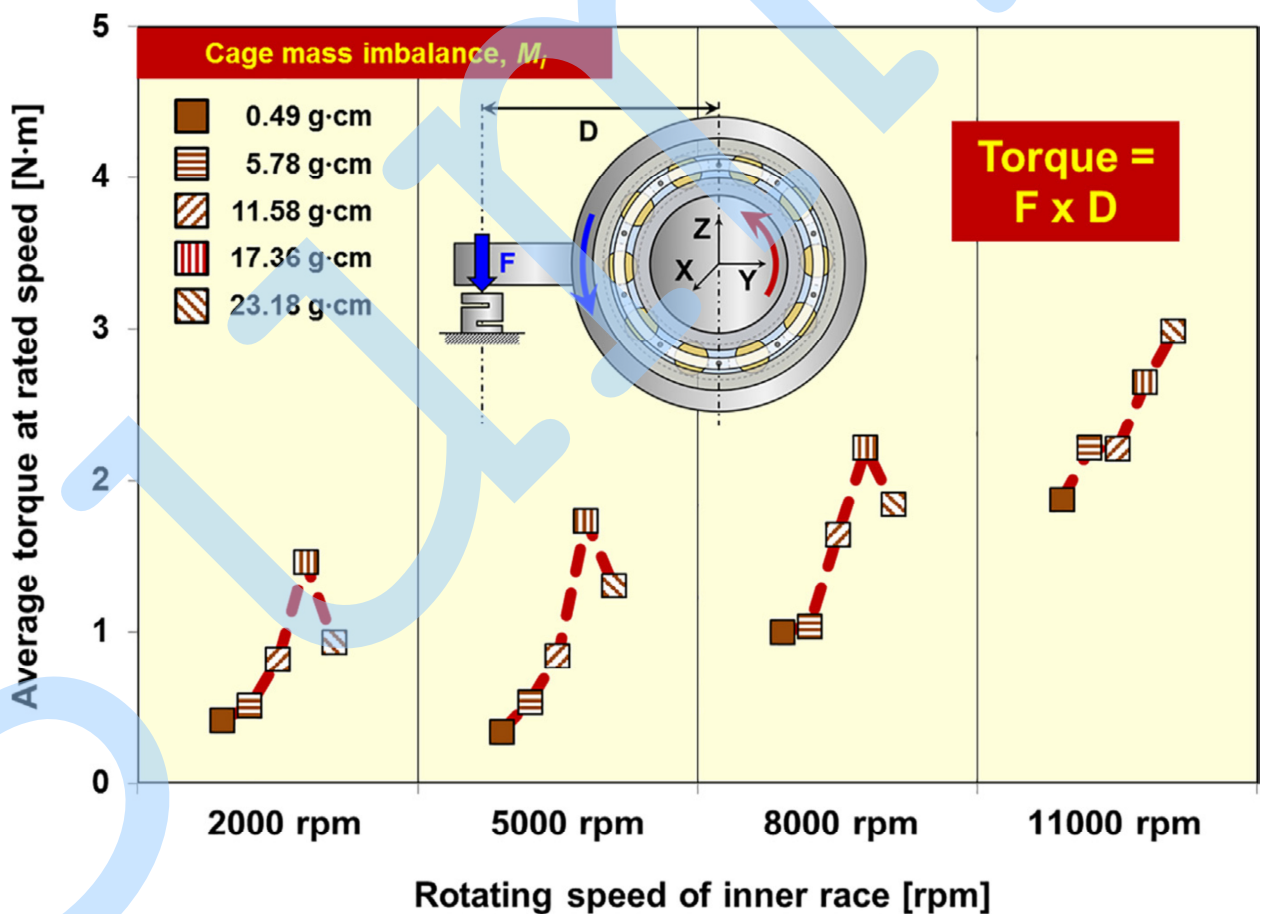 5
Cage mass imbalance, Mi
0.49 g·cm
5.78 g·cm
11.58 g·cm
17.36 g·cm
23.18 g·cm
D
F
Z
X
Y
Torque =
F x D
4
3
2
1
0
Average torque at rated speed [N·m]
2000 rpm
5000 rpm
8000 rpm
11000 rpm
Rotating speed of inner race [rpm]